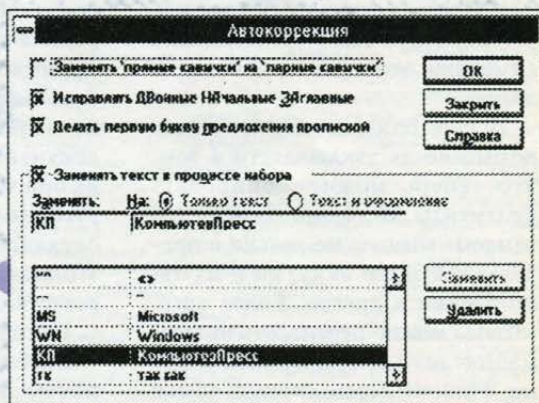 Автокоррекция
Заменять 'прямые кавычки' на 'парные кавычки'
OK
Исправлять ДВойные НАчальные ЗАглавные
Закрыть
Делать первую букву предложения прописной
Справка
Заменять текст в процессе набора
Заменить: На: Только текст Текст и оформление
КП КомпьютерПресс
<>
Заменить
MS Microsoft
Удалить
WN Windows
КП КомпьютерПресс
тк так как